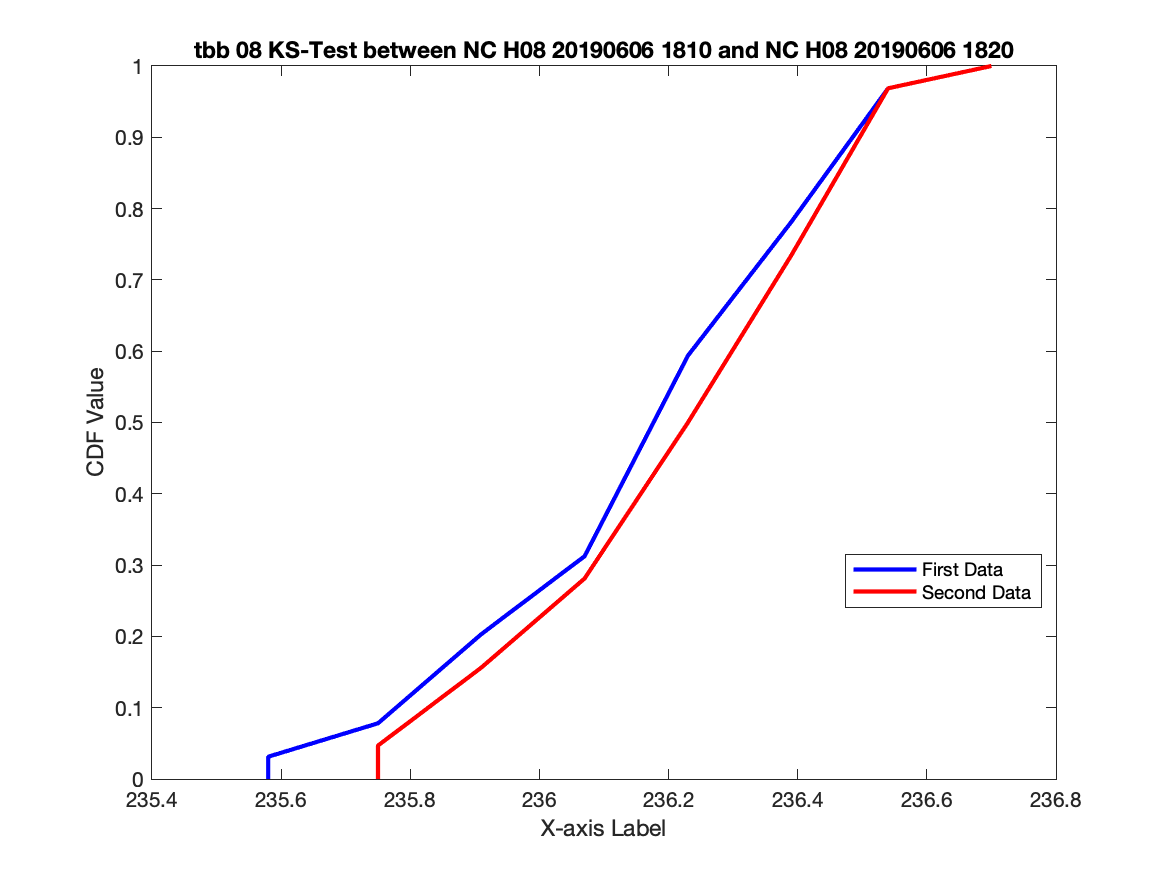 tbb 08 KS-Test between NC H08 20190606 1810 and NC H08 20190606 1820
1
0.9
0.8
0.7
0.6
0.5
0.4
0.3
0.2
0.1
0
CDF Value
First Data
Second Data
235.4 235.6 235.8 236 236.2 236.4 236.6 236.8
X-axis Label